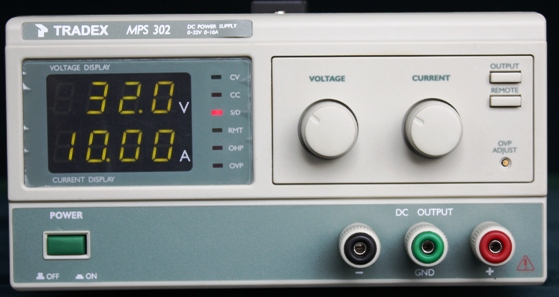 TRADEX MPS 302 DC POWER SUPPLY
0-32V 0-10A
VOLTAGE DISPLAY
32.0 V
10.00 A
CURRENT DISPLAY
CV
CC
S/D
RMT
OHP
OVP
VOLTAGE
CURRENT
OUTPUT
REMOTE
OVP
ADJUST
POWER
OFF ON
DC OUTPUT
- GND +